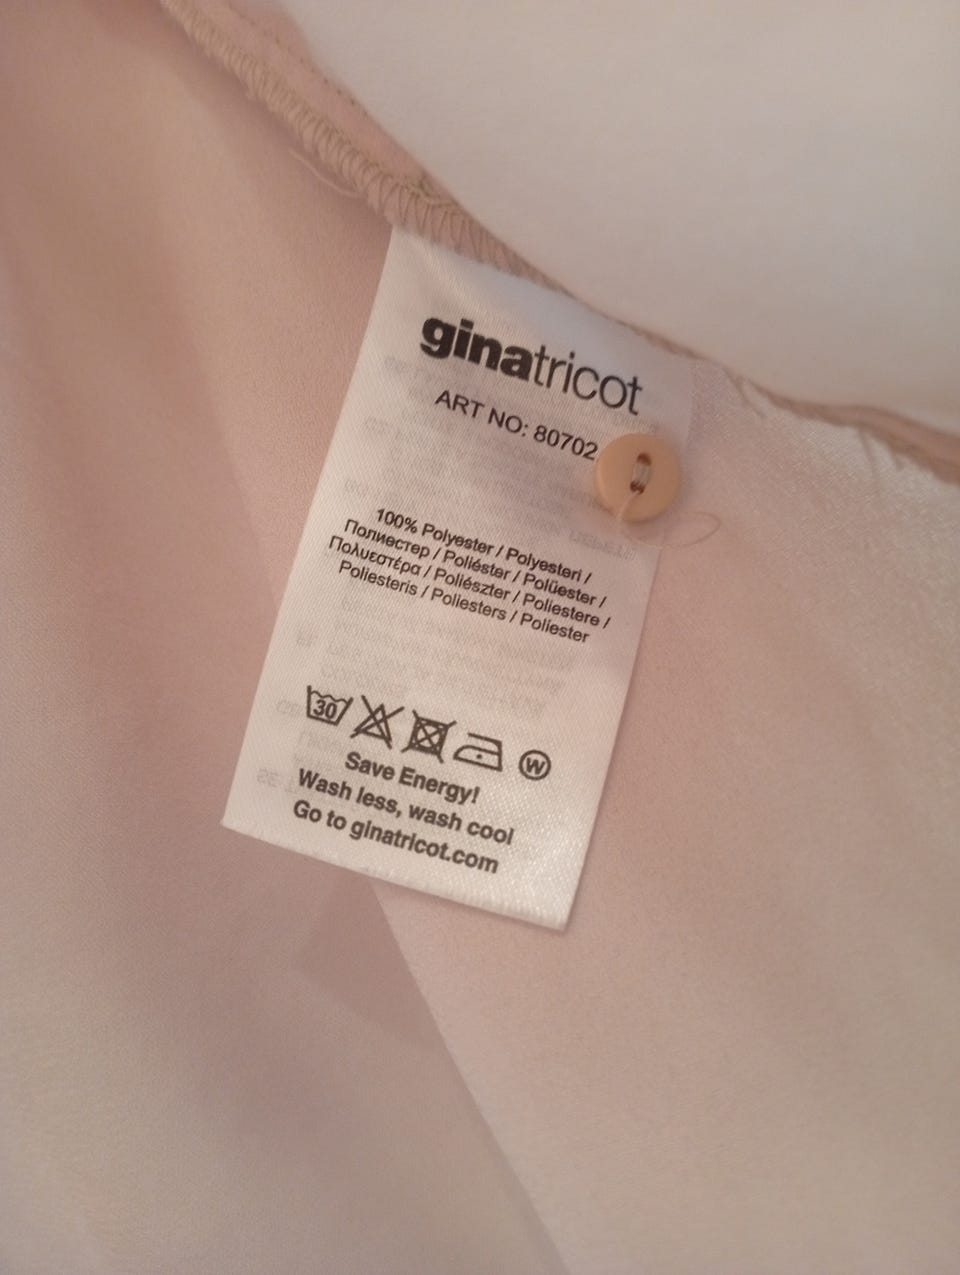 ginatricot
ART NO: 80702
100% Polyester / Polyesteri /
Полиестер / Poliéster / Polüester /
Πολυεστέρα / Poliészter / Poliestere /
Poliesteris / Poliesters / Poliester
30
W
Save Energy!
Wash less, wash cool
Go to ginatricot.com